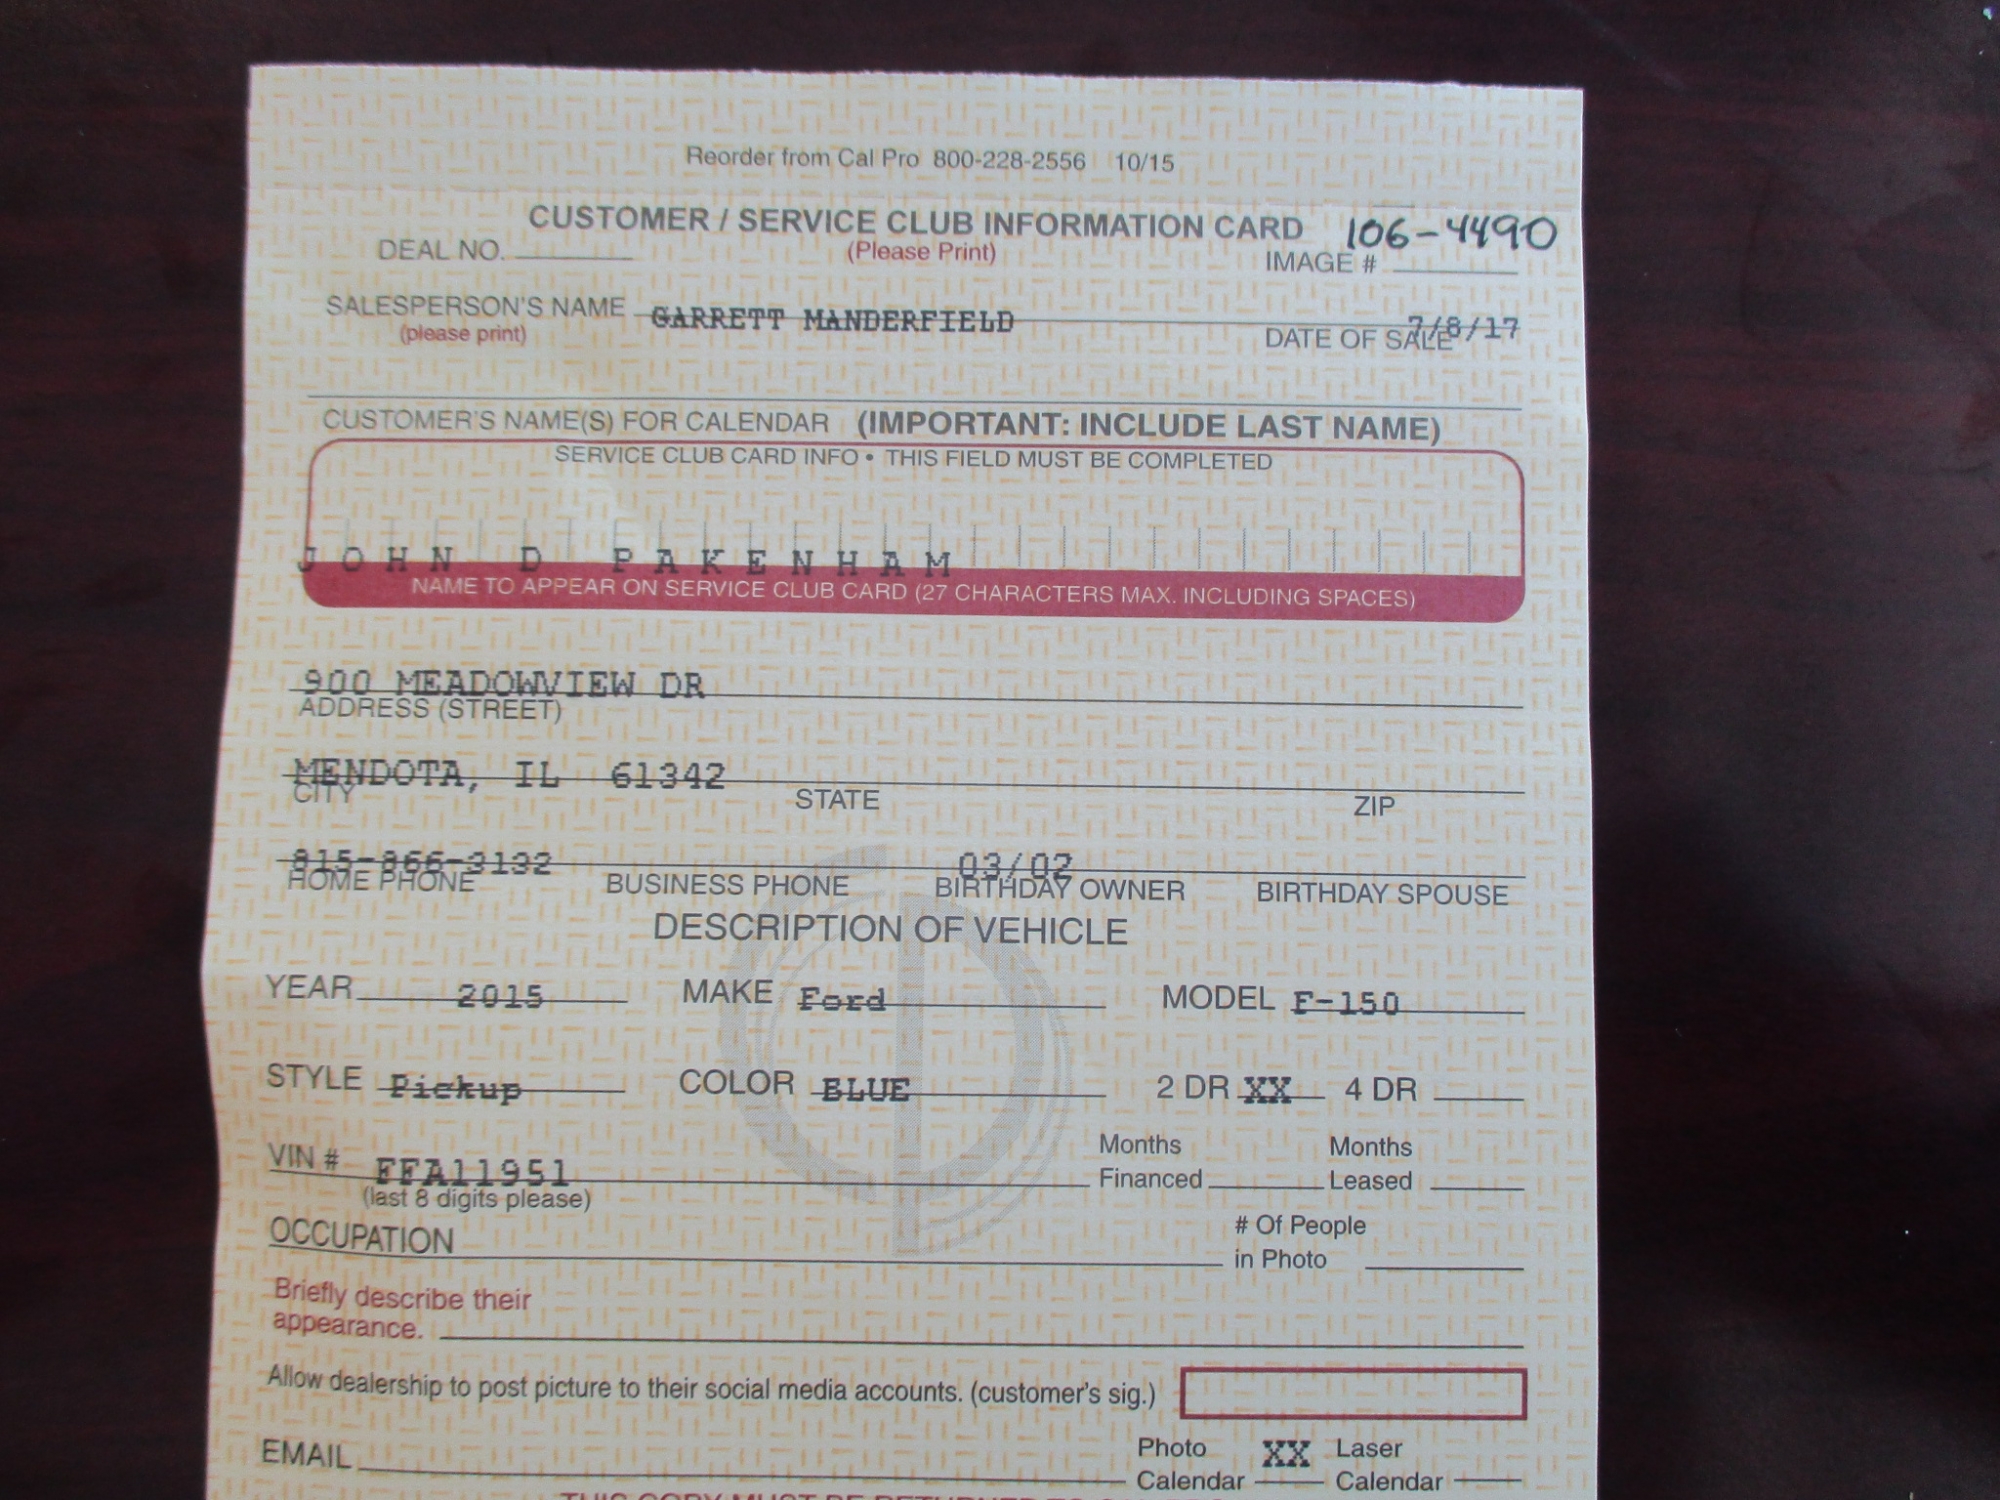 Reorder from Cal Pro 800-228-2556 10/15
CUSTOMER / SERVICE CLUB INFORMATION CARD 106-4490
DEAL NO. (Please Print) IMAGE #
SALESPERSON'S NAME GARRETT MANDERFIELD
(please print) DATE OF SALE 7/8/17
CUSTOMER'S NAME(S) FOR CALENDAR (IMPORTANT: INCLUDE LAST NAME)
SERVICE CLUB CARD INFO • THIS FIELD MUST BE COMPLETED
JOHN D PAKENHAM
NAME TO APPEAR ON SERVICE CLUB CARD (27 CHARACTERS MAX. INCLUDING SPACES)
900 MEADOWVIEW DR
ADDRESS (STREET)
MENDOTA, IL 61342
CITY STATE ZIP
815-866-3132 03/02
HOME PHONE BUSINESS PHONE BIRTHDAY OWNER BIRTHDAY SPOUSE
DESCRIPTION OF VEHICLE
YEAR 2015 MAKE Ford MODEL F-150
STYLE Pickup COLOR BLUE 2 DR XX 4 DR
VIN # FFA11951 Months Financed Months Leased
(last 8 digits please)
OCCUPATION # Of People in Photo
Briefly describe their
appearance.
Allow dealership to post picture to their social media accounts. (customer's sig.)
EMAIL Photo Calendar XX Laser Calendar
THIS COPY MUST BE RETURNED TO